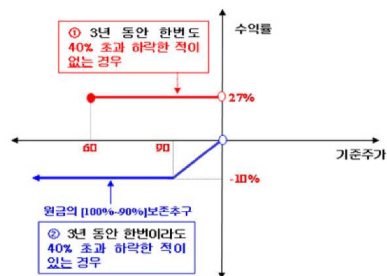 수익률
① 3년 동안 한번도
40% 초과 하락한 적이
없는 경우
27%
60
90
기준주가
-10%
원금의 [100%~90%]보존추구
② 3년 동안 한번이라도
40% 초과 하락한 적이
있는 경우